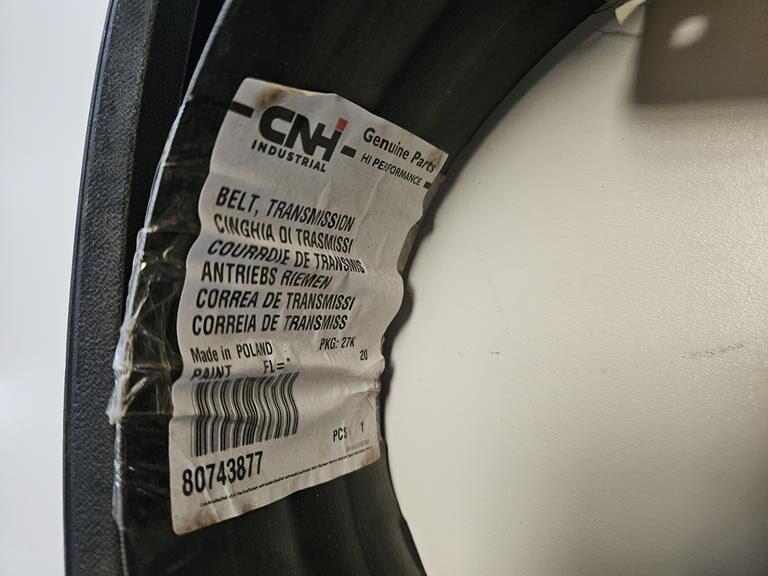 CNH
INDUSTRIAL
Genuine Parts
HI PERFORMANCE
BELT, TRANSMISSION
CINGHIA DI TRASMISSI
COURROIE DE TRANSMIS
ANTRIEBS RIEMEN
CORREA DE TRANSMISSI
CORREIA DE TRANSMISS
Made in POLAND PKG: 27K
PAINT FL=* 20
PCS 1
80743877